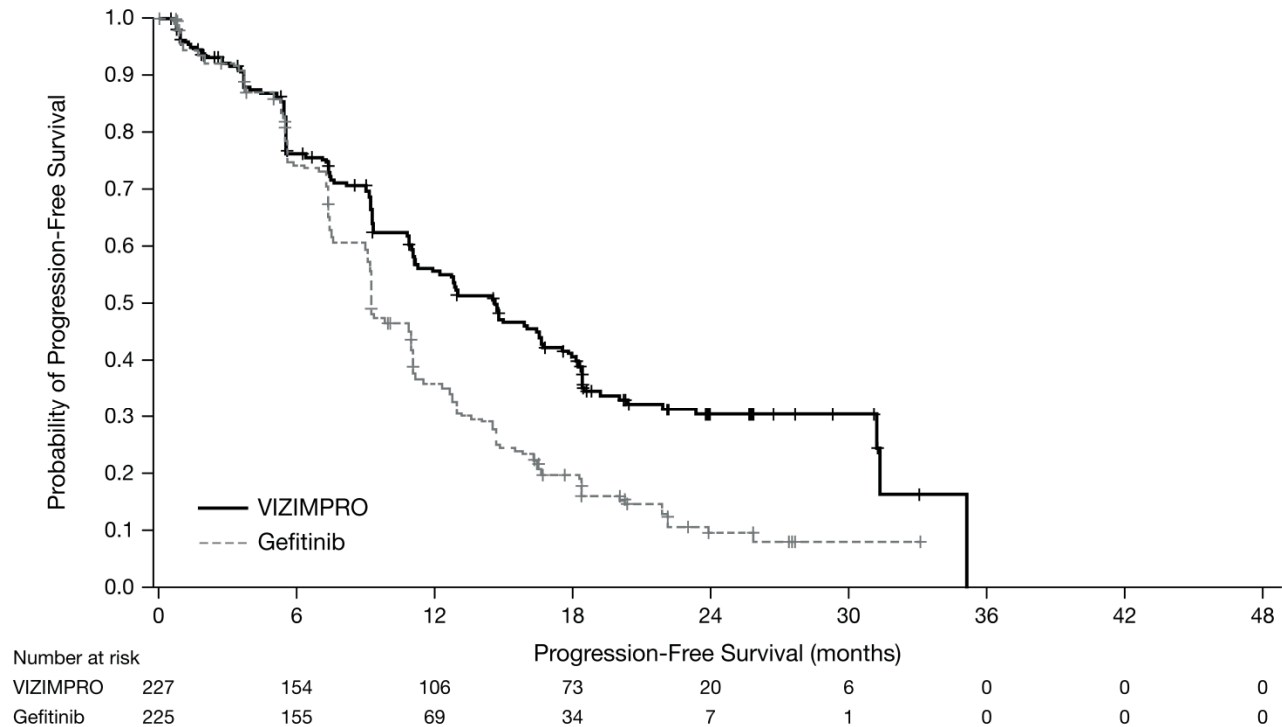 Probability of Progression-Free Survival
1.0
0.9
0.8
0.7
0.6
0.5
0.4
0.3
0.2
0.1
0.0
VIZIMPRO
Gefitinib
0 6 12 18 24 30 36 42 48
Progression-Free Survival (months)
Number at risk
VIZIMPRO 227 154 106 73 20 6 0 0 0
Gefitinib 225 155 69 34 7 1 0 0 0